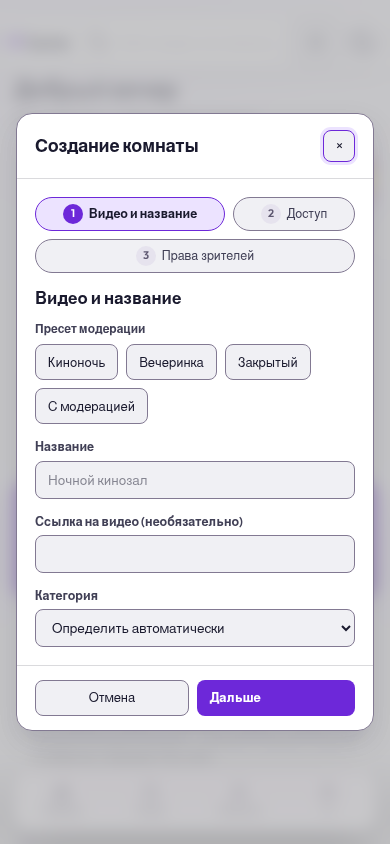 Создание комнаты
×
1 Видео и название
2 Доступ
3 Права зрителей
Видео и название
Пресет модерации
Киноночь
Вечеринка
Закрытый
С модерацией
Название
Ночной кинозал
Ссылка на видео (необязательно)
Категория
Определить автоматически
Отмена
Дальше